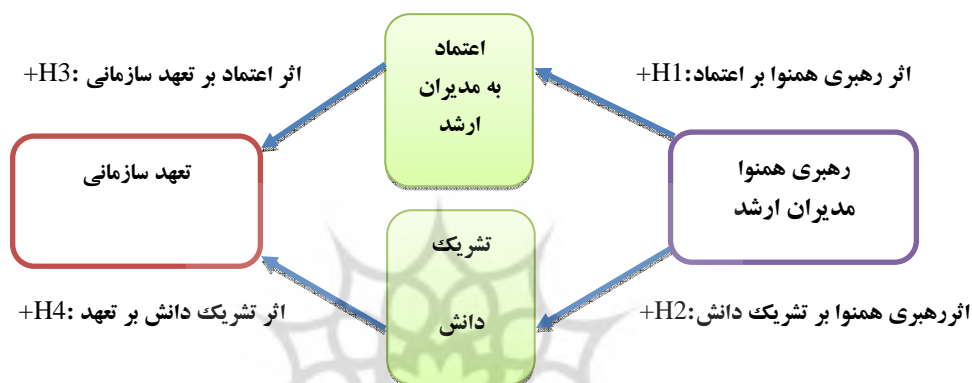 اعتماد
به مدیران
ارشد
اثر رهبری همنوا بر اعتماد:H1+
اثر اعتماد بر تعهد سازمانی :H3+
رهبری همنوا
مدیران ارشد
تعهد سازمانی
تشریک
دانش
اثررهبری همنوا بر تشریک دانش:H2+
اثر تشریک دانش بر تعهد :H4+